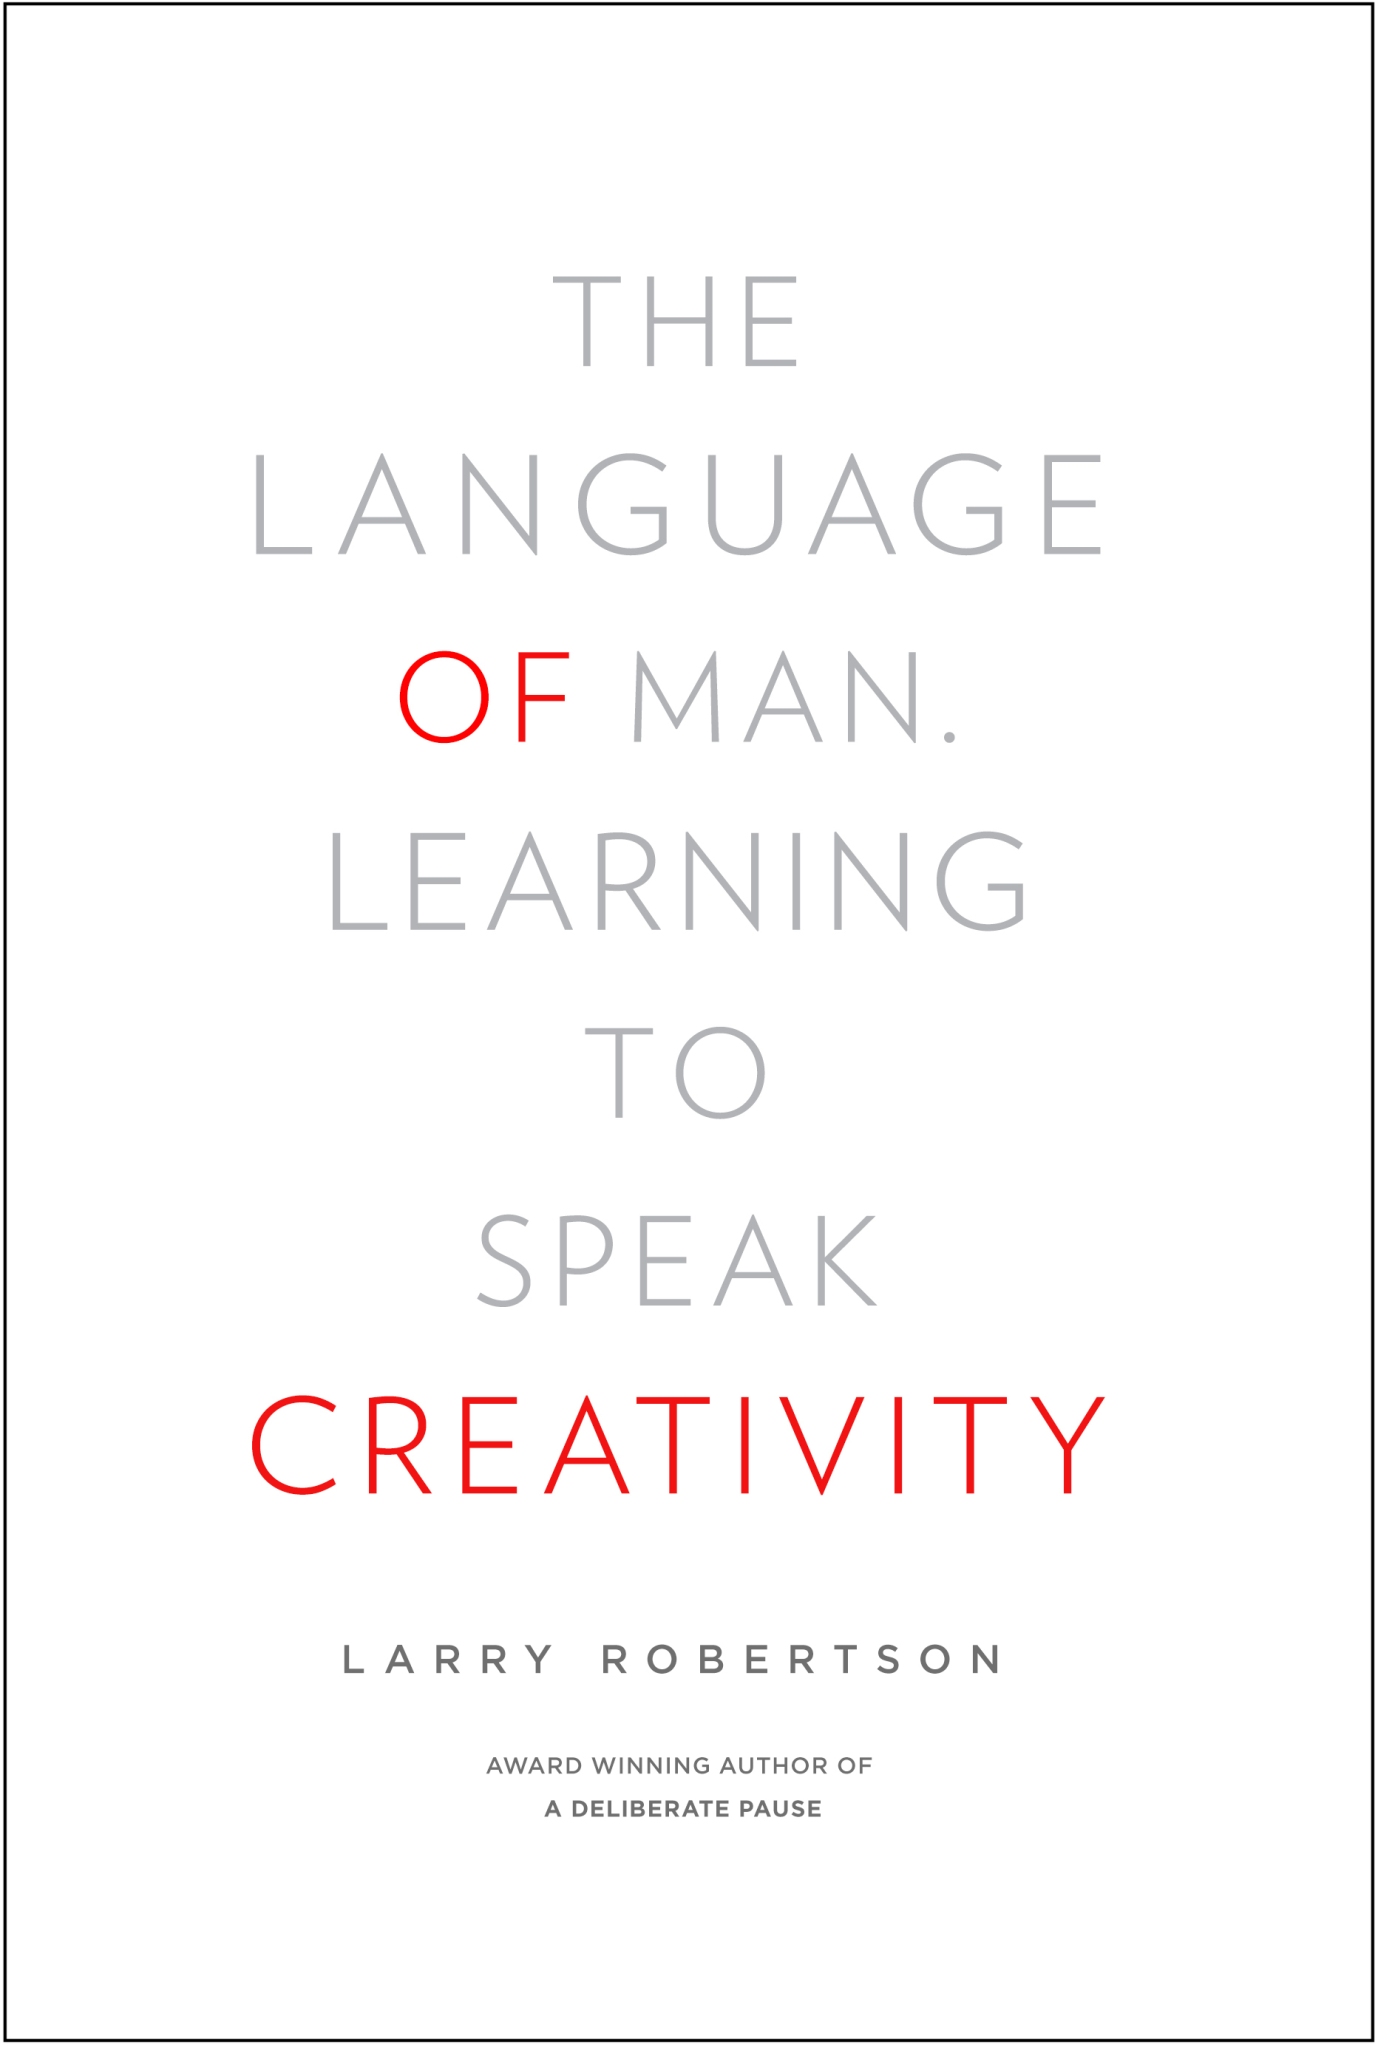 THE
LANGUAGE
OF MAN.
LEARNING
TO
SPEAK
CREATIVITY
LARRY ROBERTSON
AWARD WINNING AUTHOR OF
A DELIBERATE PAUSE